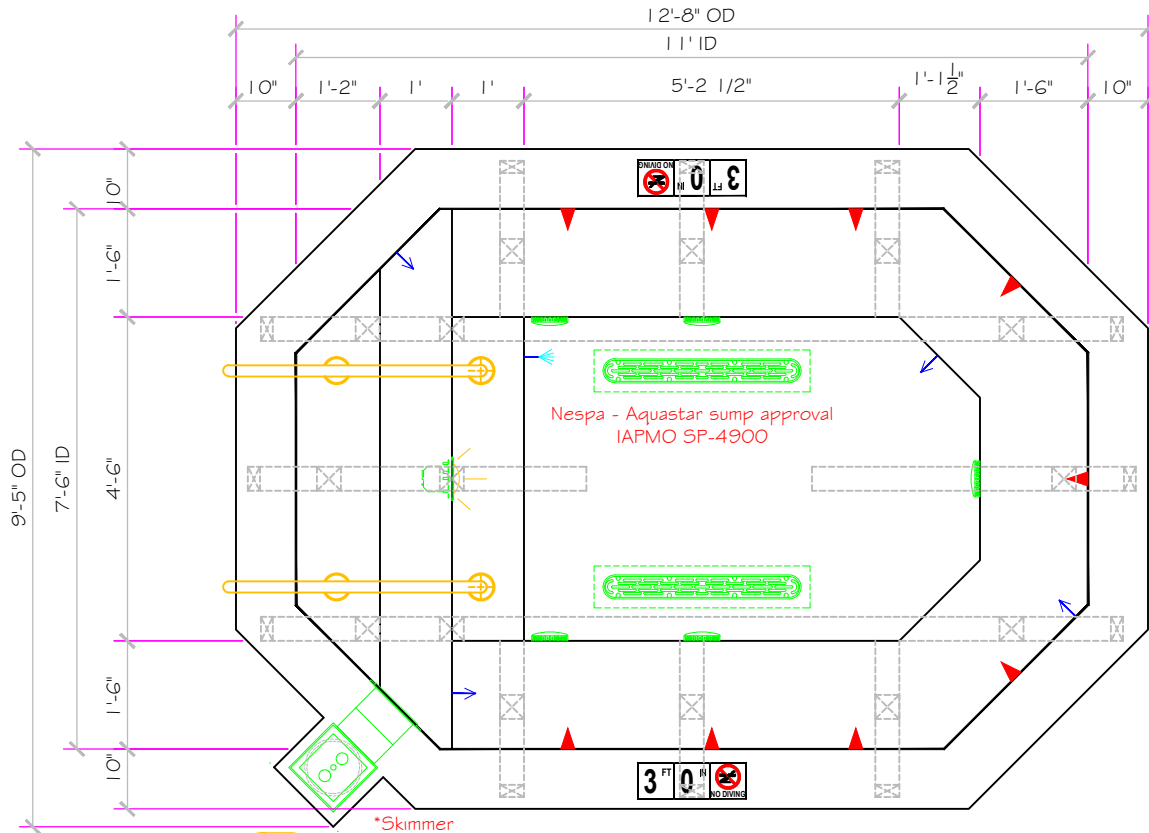 12'-8" OD
11' ID
10"
1'-2"
1'
1'
5'-2 1/2"
1'-1 1/2"
1'-6"
10"
10"
1'-6"
4'-6"
1'-6"
10"
7'-6" ID
9'-5" OD
3 FT 0 IN
NO DIVING
Nespa - Aquastar sump approval
IAPMO SP-4900
3 FT 0 IN
NO DIVING
*Skimmer